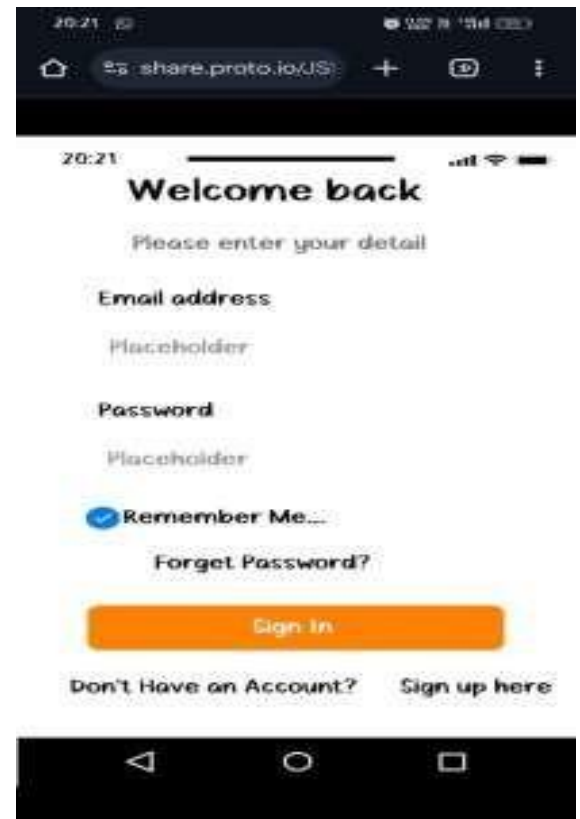 20:21
share.proto.io/JS
20:21
Welcome back
Please enter your detail
Email address
Placeholder
Password
Placeholder
Remember Me...
Forget Password?
Sign In
Don't Have an Account? Sign up here